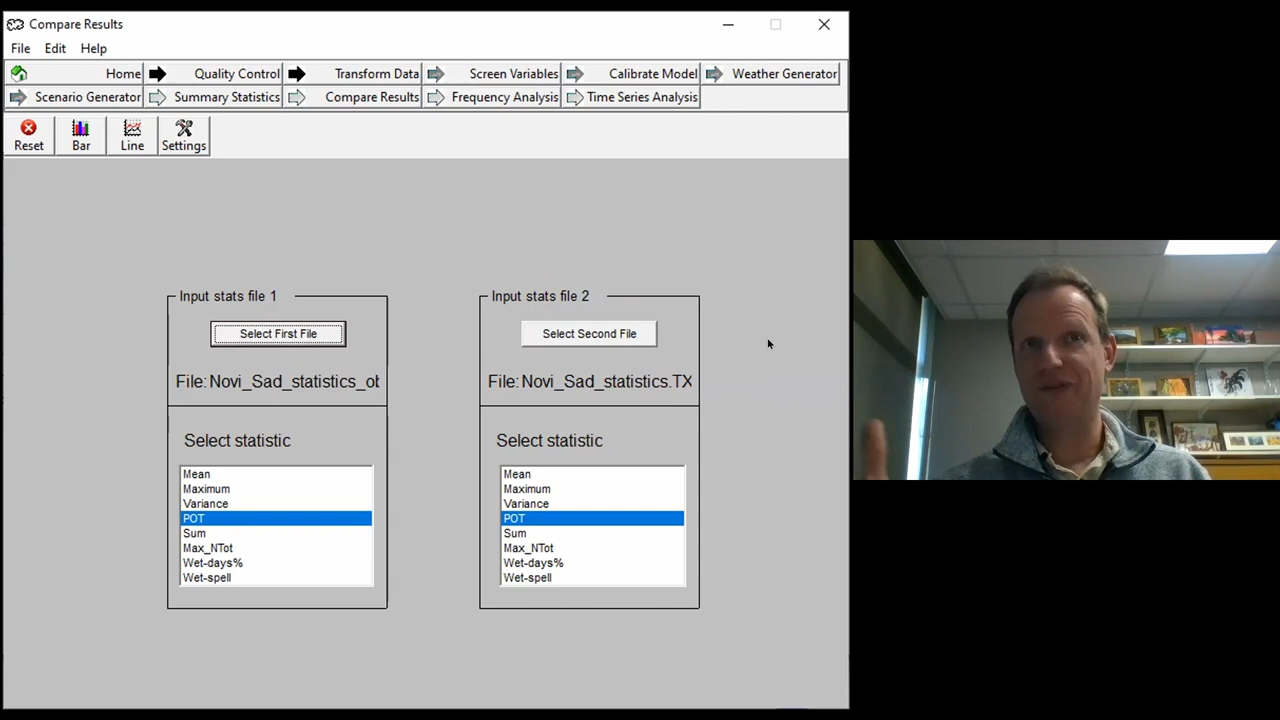 Compare Results
File Edit Help
Home Quality Control Transform Data Screen Variables Calibrate Model Weather Generator
Scenario Generator Summary Statistics Compare Results Frequency Analysis Time Series Analysis
Reset Bar Line Settings
Input stats file 1
Select First File
File: Novi_Sad_statistics_ob
Select statistic
Mean
Maximum
Variance
POT
Sum
Max_NTot
Wet-days%
Wet-spell
Input stats file 2
Select Second File
File: Novi_Sad_statistics.TX
Select statistic
Mean
Maximum
Variance
POT
Sum
Max_NTot
Wet-days%
Wet-spell